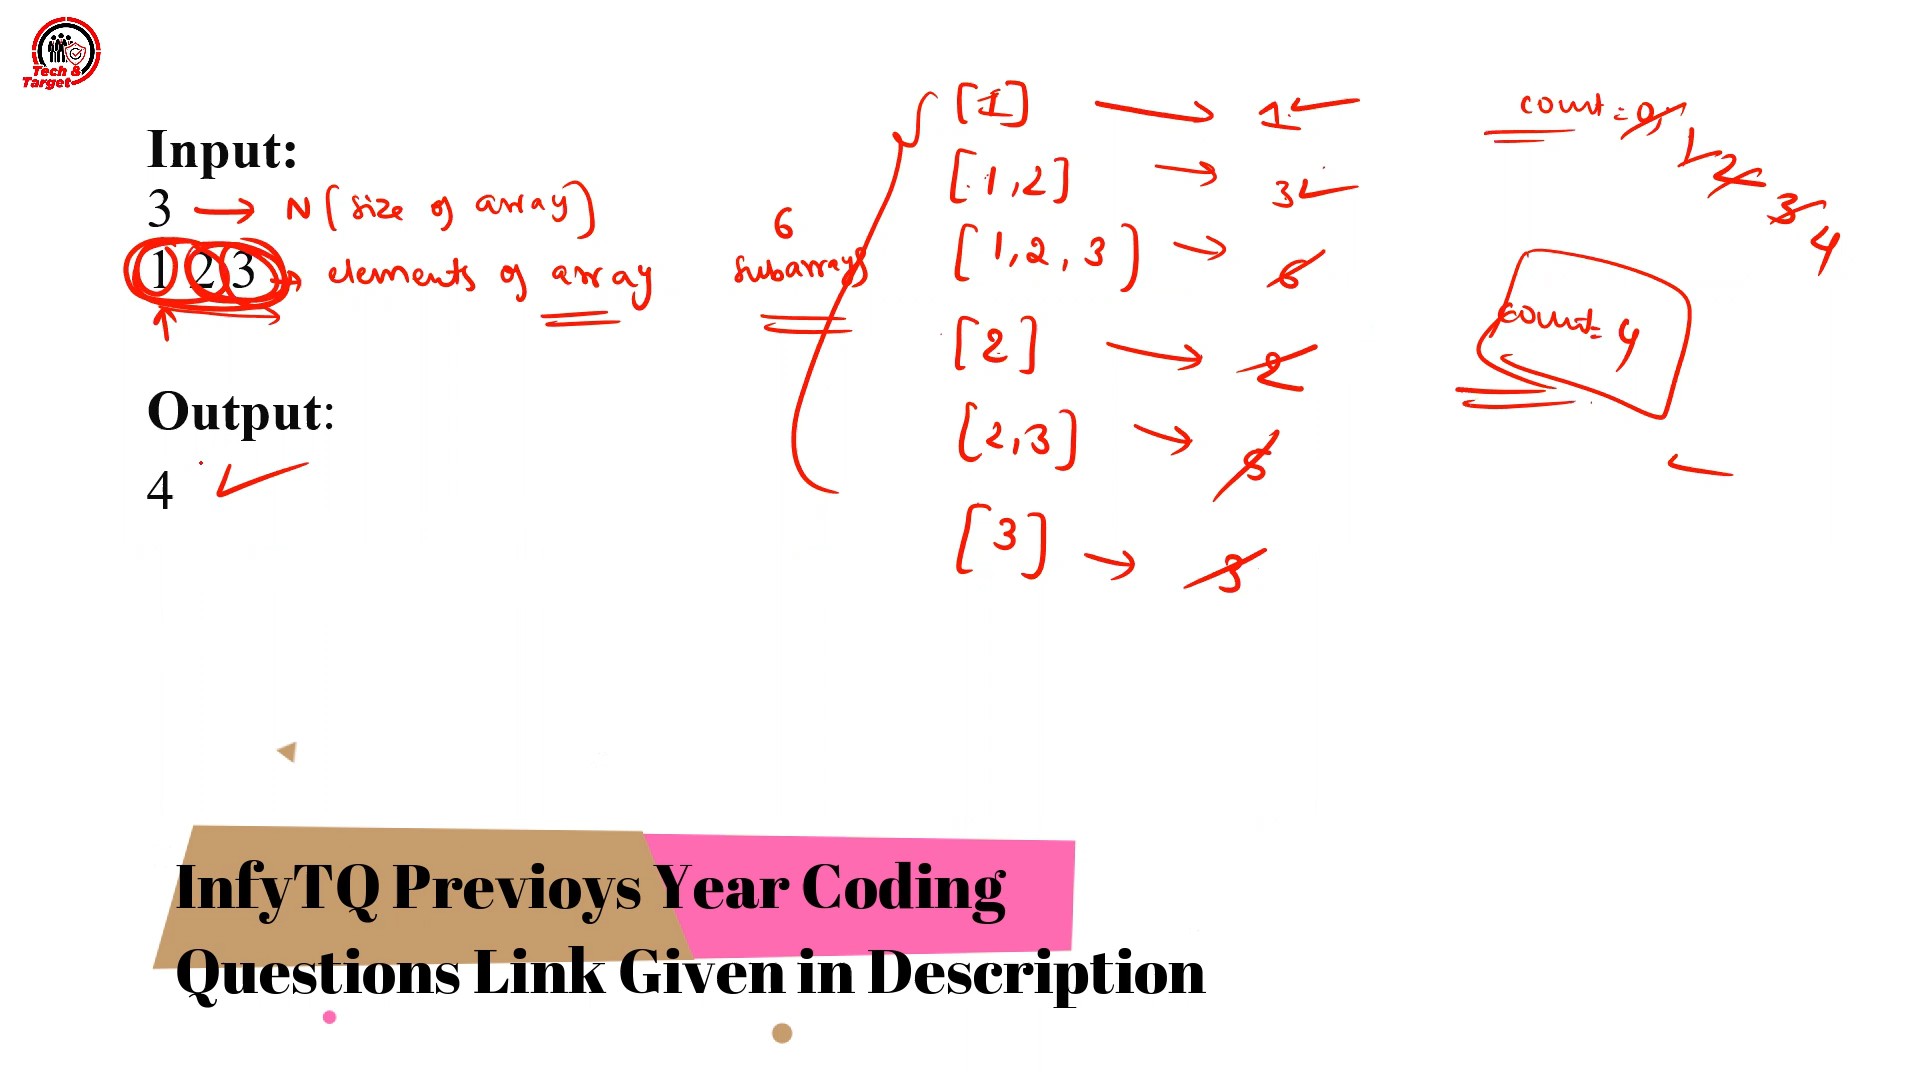 Tech &
Target
Input:
3 → N (size of array)
1 2 3 → elements of array
Output:
4
6
subarrays
[1] → 1
[1,2] → 3
[1,2,3] → 6
[2] → 2
[2,3] → 5
[3] → 3
count = 0, 1 2 3 4
count = 4
InfyTQ Previoys Year Coding
Questions Link Given in Description